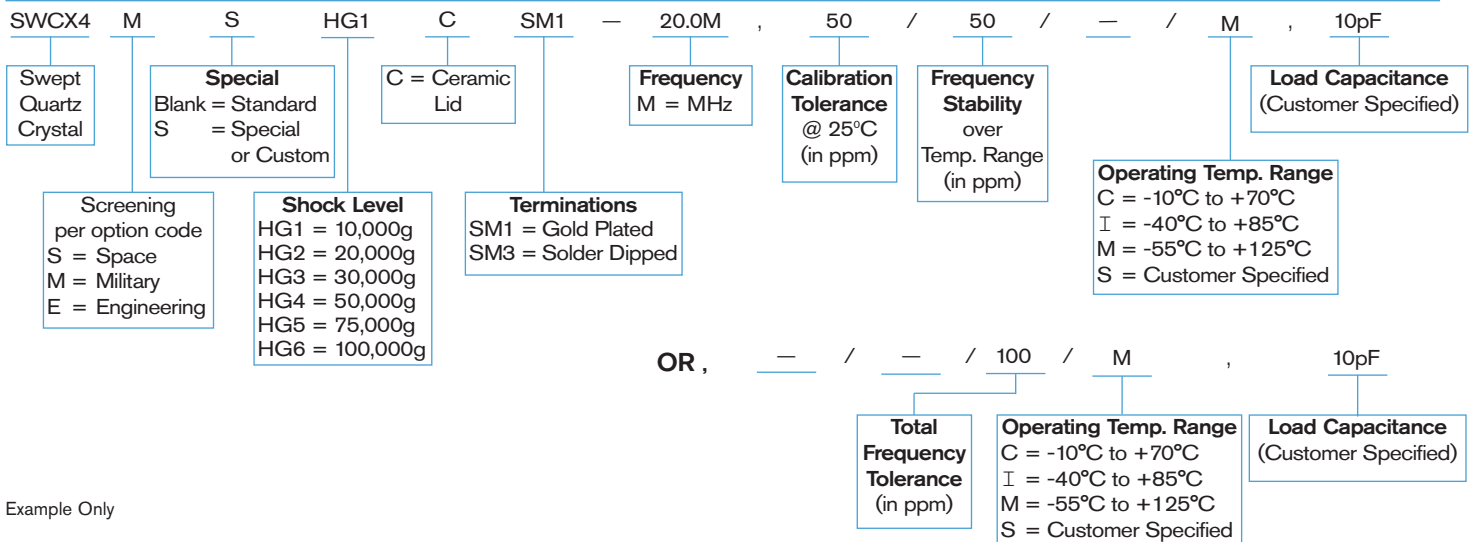 SWCX4 M S HG1 C SM1 — 20.0M , 50 / 50 / — / M , 10pF
Swept
Quartz
Crystal
Special
Blank = Standard
S = Special
or Custom
C = Ceramic
Lid
Frequency
M = MHz
Calibration
Tolerance
@ 25°C
(in ppm)
Frequency
Stability
over
Temp. Range
(in ppm)
Load Capacitance
(Customer Specified)
Screening
per option code
S = Space
M = Military
E = Engineering
Shock Level
HG1 = 10,000g
HG2 = 20,000g
HG3 = 30,000g
HG4 = 50,000g
HG5 = 75,000g
HG6 = 100,000g
Terminations
SM1 = Gold Plated
SM3 = Solder Dipped
Operating Temp. Range
C = -10°C to +70°C
I = -40°C to +85°C
M = -55°C to +125°C
S = Customer Specified
OR , — / — / 100 / M , 10pF
Total
Frequency
Tolerance
(in ppm)
Operating Temp. Range
C = -10°C to +70°C
I = -40°C to +85°C
M = -55°C to +125°C
S = Customer Specified
Load Capacitance
(Customer Specified)
Example Only